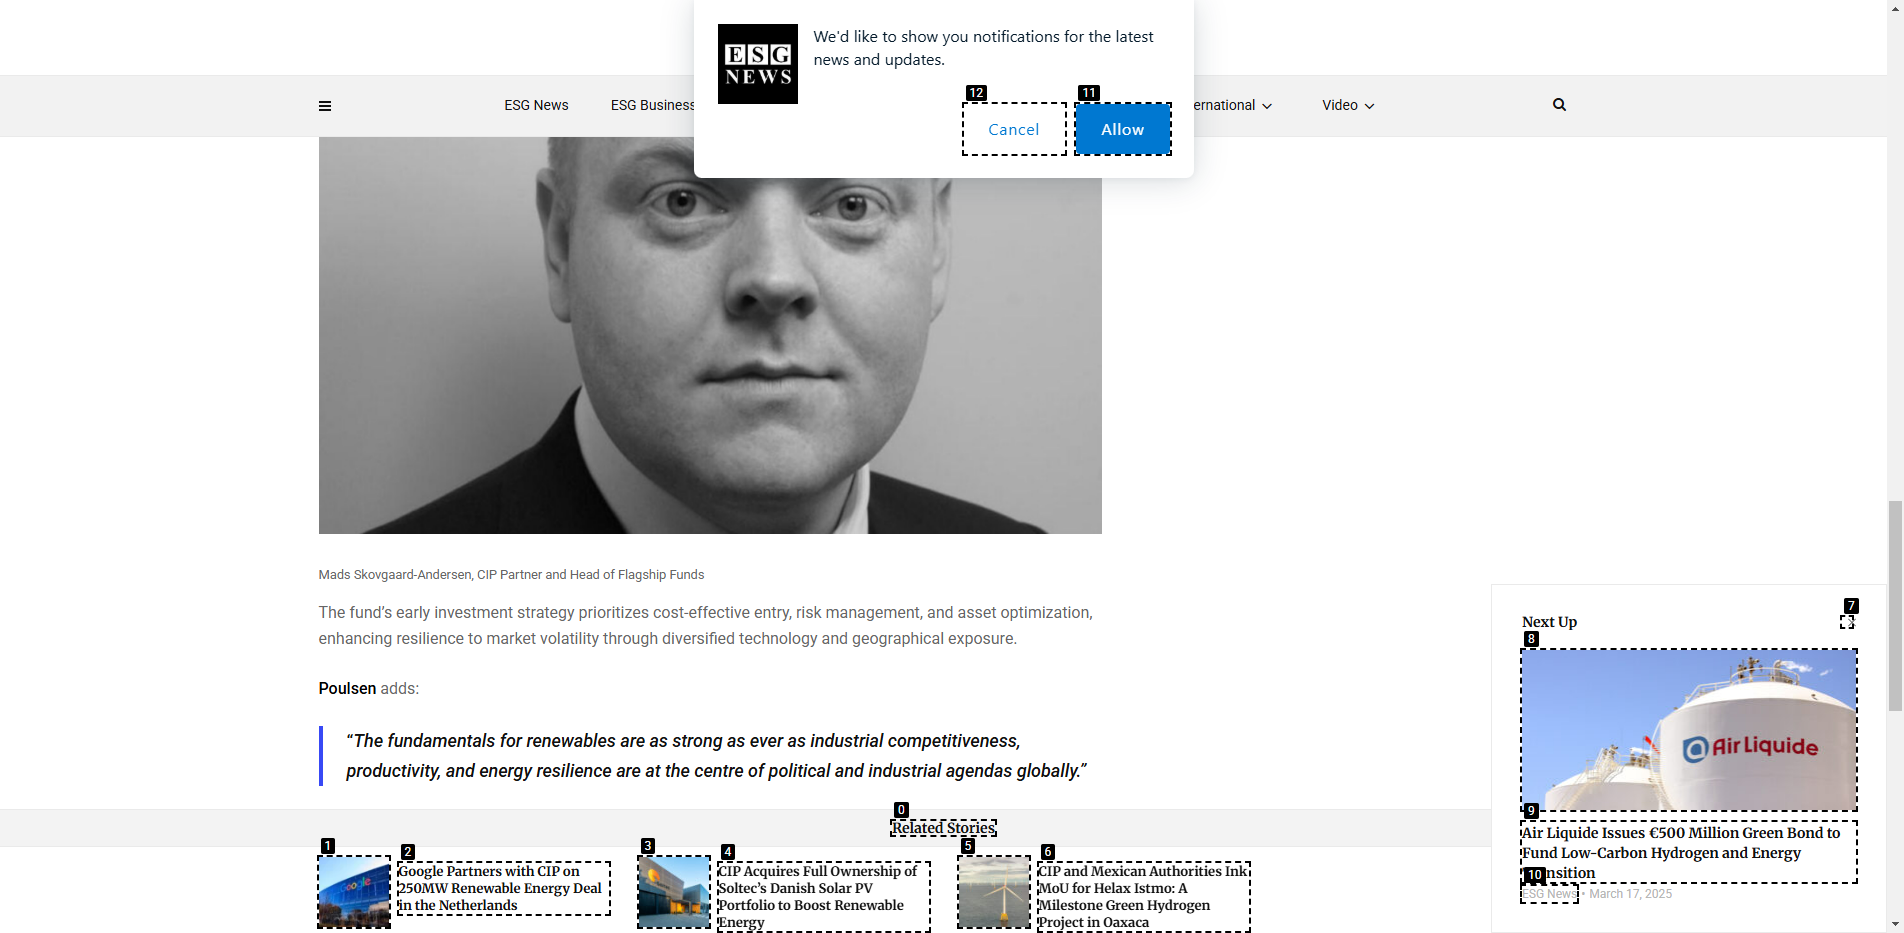 ESG
NEWS
We'd like to show you notifications for the latest
news and updates.
12
11
Cancel
Allow
ESG News
ESG Business
ernational
Video
Mads Skovgaard-Andersen, CIP Partner and Head of Flagship Funds
The fund's early investment strategy prioritizes cost-effective entry, risk management, and asset optimization,
enhancing resilience to market volatility through diversified technology and geographical exposure.
Poulsen adds:
“The fundamentals for renewables are as strong as ever as industrial competitiveness,
productivity, and energy resilience are at the centre of political and industrial agendas globally.”
0
Related Stories
1
2
Google Partners with CIP on
250MW Renewable Energy Deal
in the Netherlands
3
4
CIP Acquires Full Ownership of
Soltec's Danish Solar PV
Portfolio to Boost Renewable
Energy
5
6
CIP and Mexican Authorities Ink
MoU for Helax Istmo: A
Milestone Green Hydrogen
Project in Oaxaca
7
Next Up
8
Air Liquide
9
Air Liquide Issues €500 Million Green Bond to
Fund Low-Carbon Hydrogen and Energy
nsition
10
ESG News • March 17, 2025